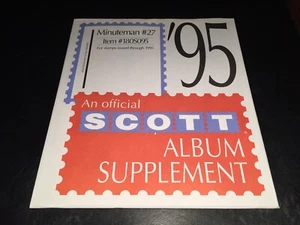 Minuteman #27
Item #180S095
For stamps issued through 1995
'95
An official
SCOTT
ALBUM
SUPPLEMENT